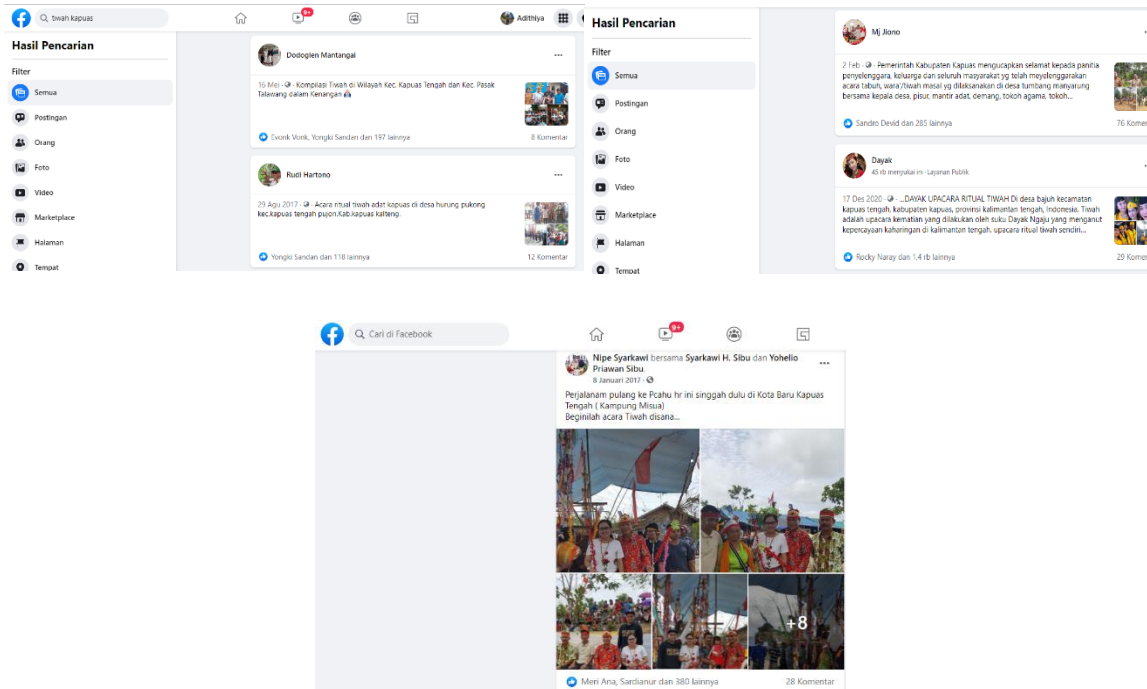 tiwah kapuas
9+
Adithiya
Hasil Pencarian
Filter
Semua
Postingan
Orang
Foto
Video
Marketplace
Halaman
Tempat
Dodoglen Mantangai
16 Mei · Kompilasi Tiwah di Wilayah Kec. Kapuas Tengah dan Kec. Pasak
Talawang dalam Kenangan
Evonk Vonk, Yongki Sandan dan 197 lainnya
8 Komentar
Rudi Hartono
29 Agu 2017 · Acara ritual tiwah adat kapuas di desa hurung pukong
kec.kapuas tengah pujon.Kab.kapuas kalteng.
Yongki Sandan dan 118 lainnya
12 Komentar
Hasil Pencarian
Filter
Semua
Postingan
Orang
Foto
Video
Marketplace
Halaman
Tempat
Mj Jiono
2 Feb · Pemerintah Kabupaten Kapuas mengucapkan selamat kepada panitia
penyelenggara, keluarga dan seluruh masyarakat yg telah meyelenggarakan
acara tabuh, wara'/tiwah masal yg dilaksanakan di desa tumbang manyarung
bersama kepala desa, pisur, mantir adat, demang, tokoh agama, tokoh...
Sandro Devid dan 285 lainnya
76 Komen
Dayak
45 rb menyukai ini · Layanan Publik
17 Des 2020 · ...DAYAK UPACARA RITUAL TIWAH Di desa bajuh kecamatan
kapuas tengah, kabupaten kapuas, provinsi kalimantan tengah, Indonesia. Tiwah
adalah upacara kematian yang dilakukan oleh suku Dayak Ngaju yang menganut
kepercayaan kaharingan di kalimantan tengah. upacara ritual tiwah sendiri...
Rocky Naray dan 1,4 rb lainnya
29 Komen
Cari di Facebook
9+
Nipe Syarkawi bersama Syarkawi H. Sibu dan Yohelio
Priawan Sibu.
8 Januari 2017 ·
Perjalanam pulang ke Pcahu hr ini singgah dulu di Kota Baru Kapuas
Tengah ( Kampung Misua)
Beginilah acara Tiwah disana...
+8
Meri Ana, Sardianur dan 380 lainnya
28 Komentar